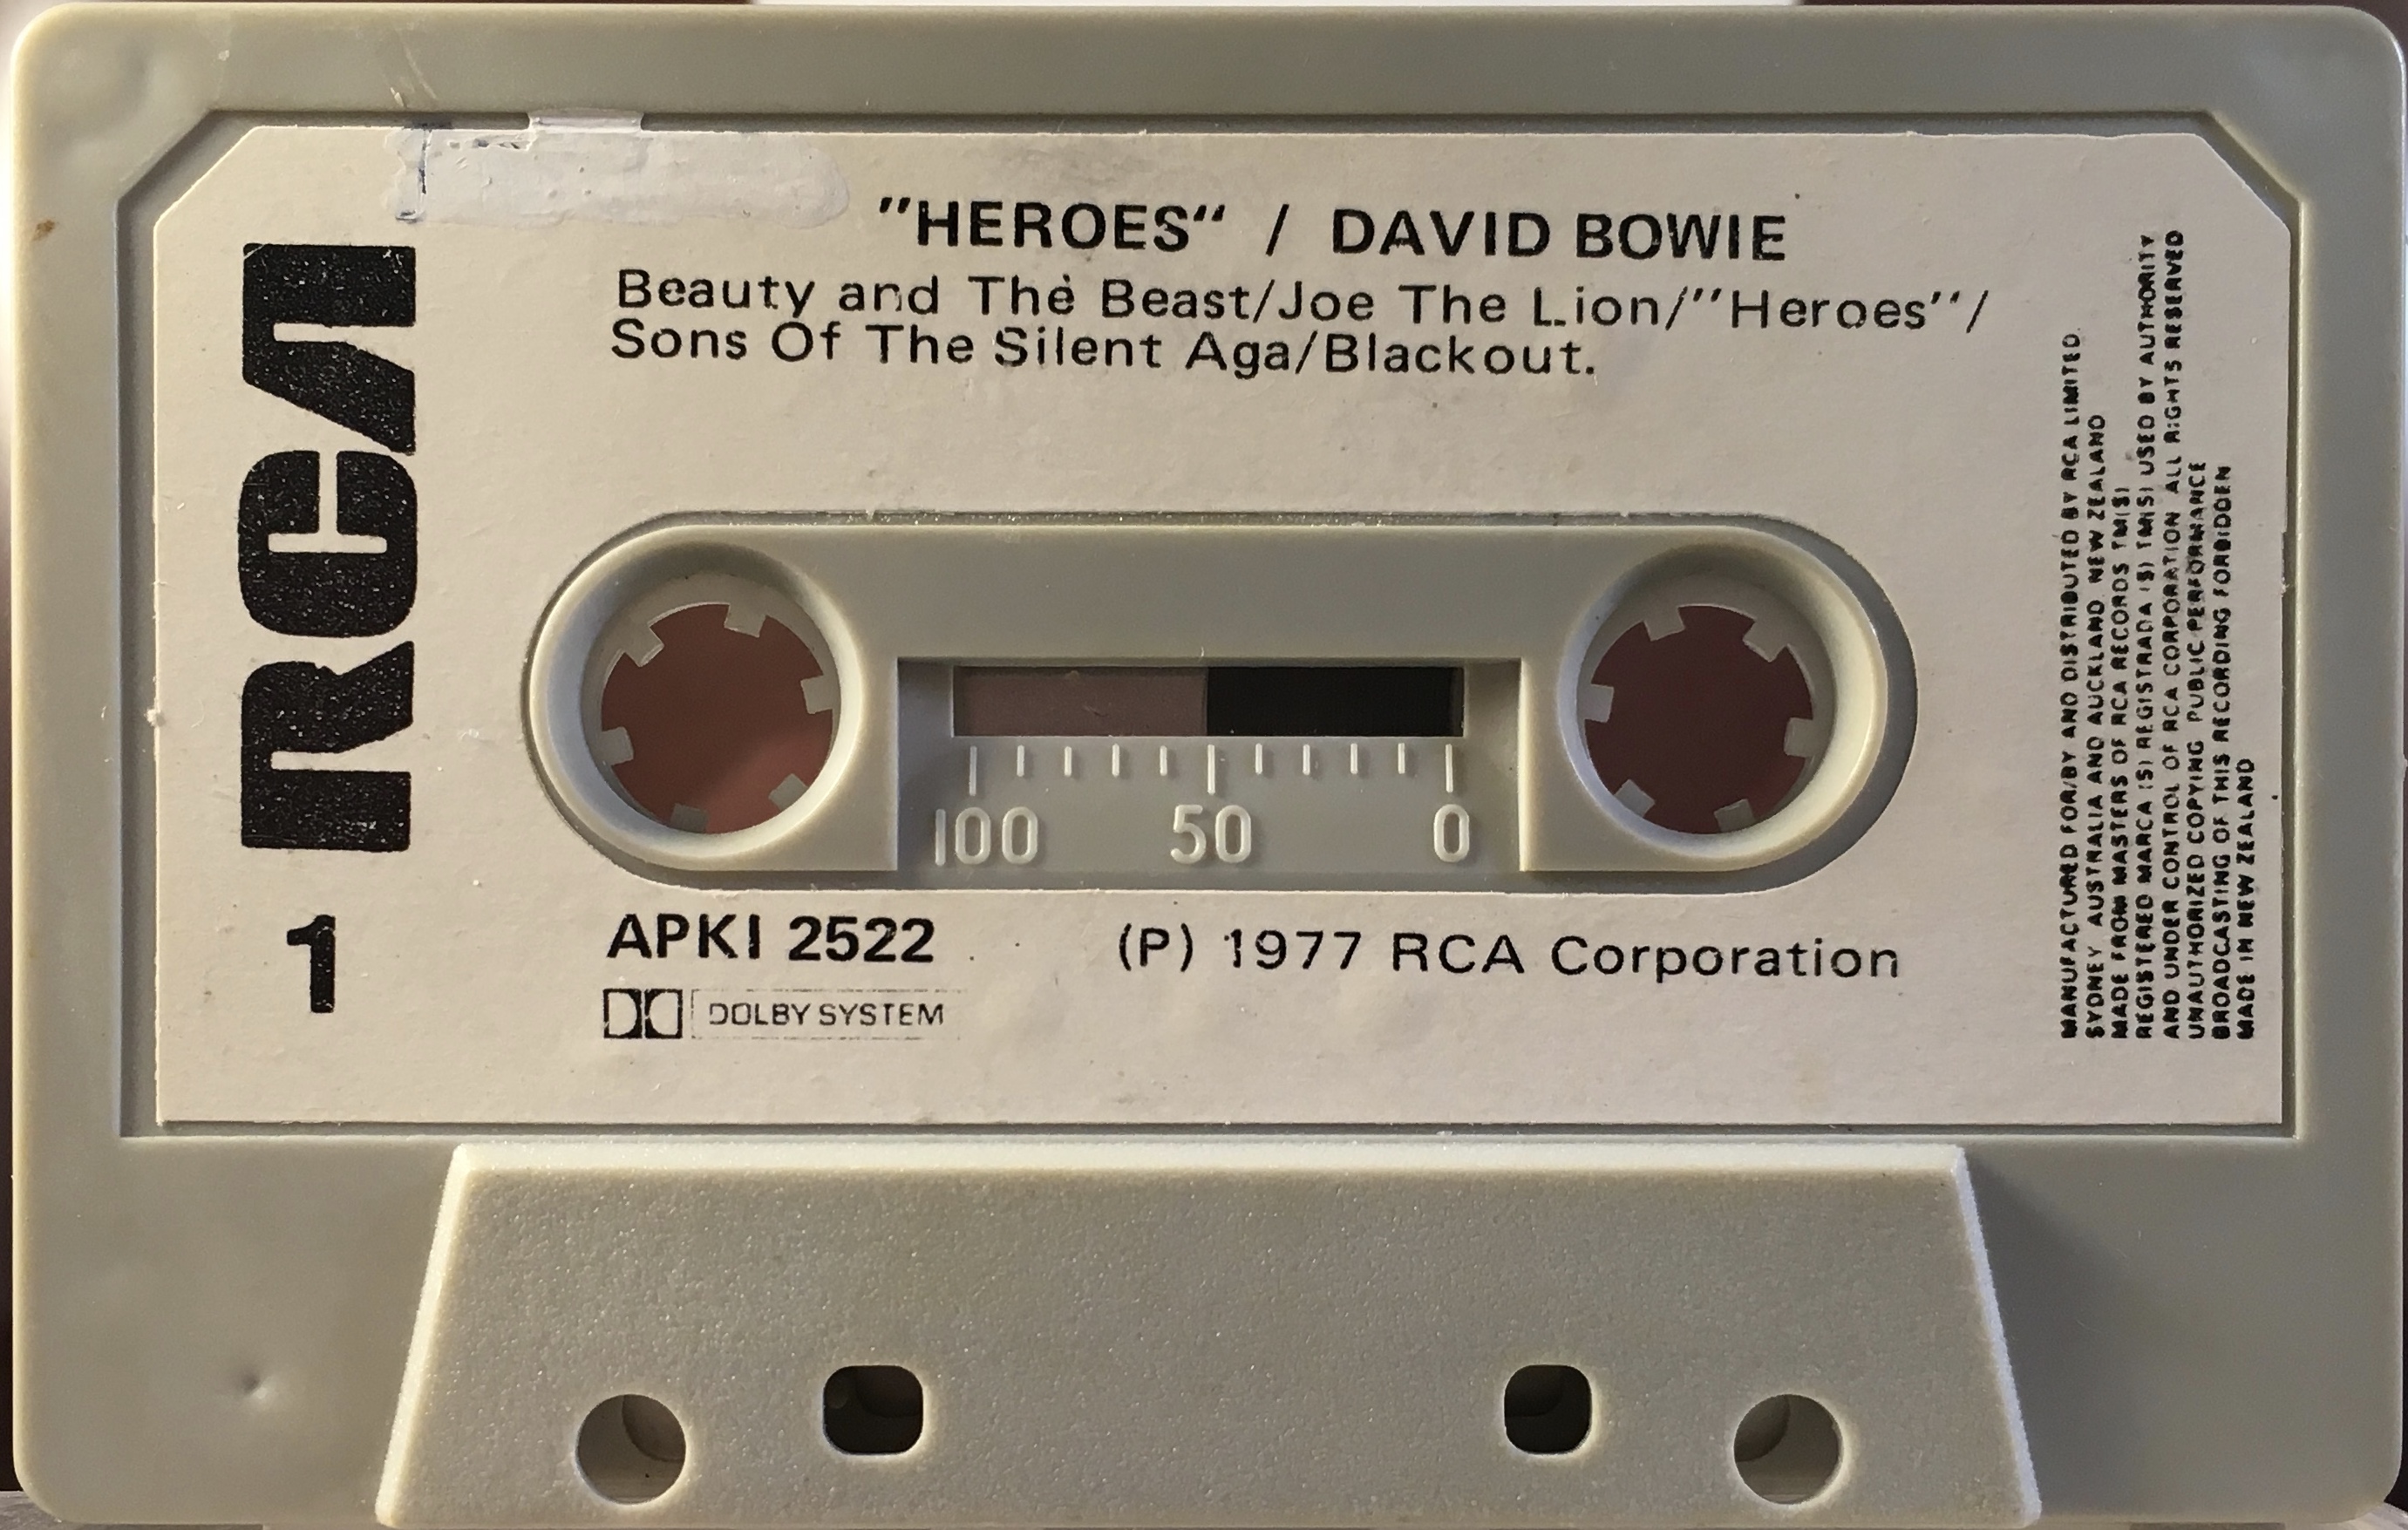 "HEROES" / DAVID BOWIE
Beauty and The Beast/Joe The Lion/"Heroes"/
Sons Of The Silent Aga/Blackout.
RCA
1
100 50 0
APKI 2522
(P) 1977 RCA Corporation
DOLBY SYSTEM
MANUFACTURED FOR/BY AND DISTRIBUTED BY RCA LIMITED
SYDNEY AUSTRALIA AND AUCKLAND, NEW ZEALAND
MADE FROM MASTERS OF RCA RECORDS TM(S)
REGISTERED MARCA (S) REGISTRADA (S) TM(S) USED BY AUTHORITY
AND UNDER CONTROL OF RCA CORPORATION ALL RIGHTS RESERVED
UNAUTHORIZED COPYING PUBLIC PERFORMANCE
BROADCASTING OF THIS RECORDING FORBIDDEN
MADE IN NEW ZEALAND